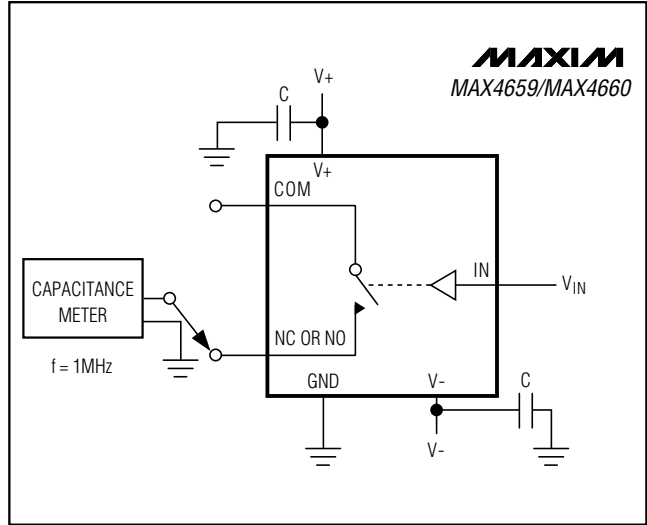 MAXIM
MAX4659/MAX4660
V+
C
V+
COM
IN
VIN
CAPACITANCE
METER
NC OR NO
f = 1MHz
GND
V-
C
V-